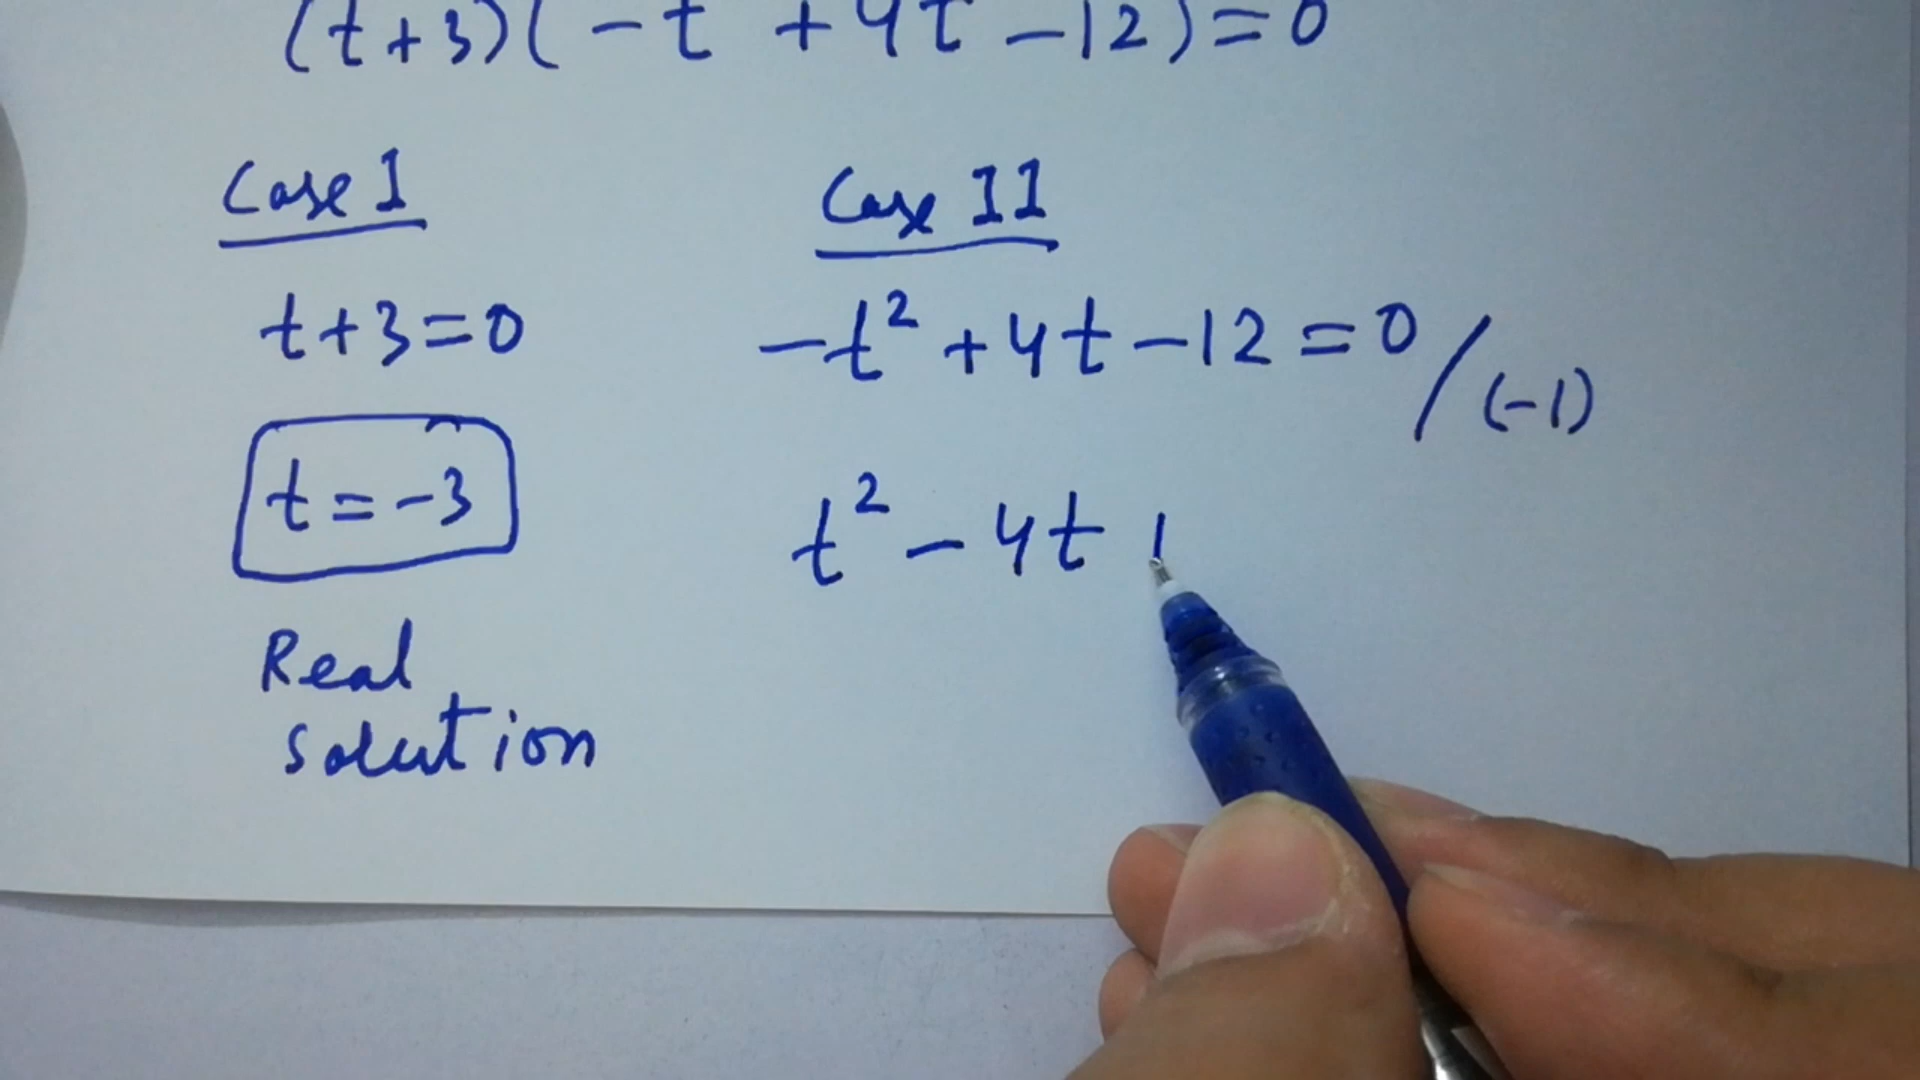 (t+3)(-t +4t-12)=0
Case I
t+3=0
t=-3
Real
solution
Case II
-t²+4t-12=0/(-1)
t²-4t